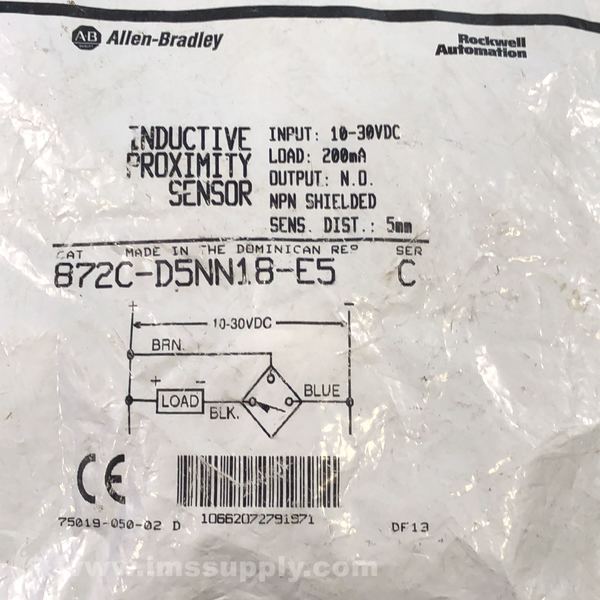 AB Allen-Bradley
QUALITY
Rockwell
Automation
INDUCTIVE
PROXIMITY
SENSOR
INPUT: 10-30VDC
LOAD: 200mA
OUTPUT: N.O.
NPN SHIELDED
SENS. DIST.: 5mm
CAT MADE IN THE DOMINICAN REP SER
872C-D5NN18-E5 C
+ -
10-30VDC
BRN.
+ -
LOAD
BLK.
BLUE
CE
75019-050-02 D
10662072791971
DF13
www.imssupply.com